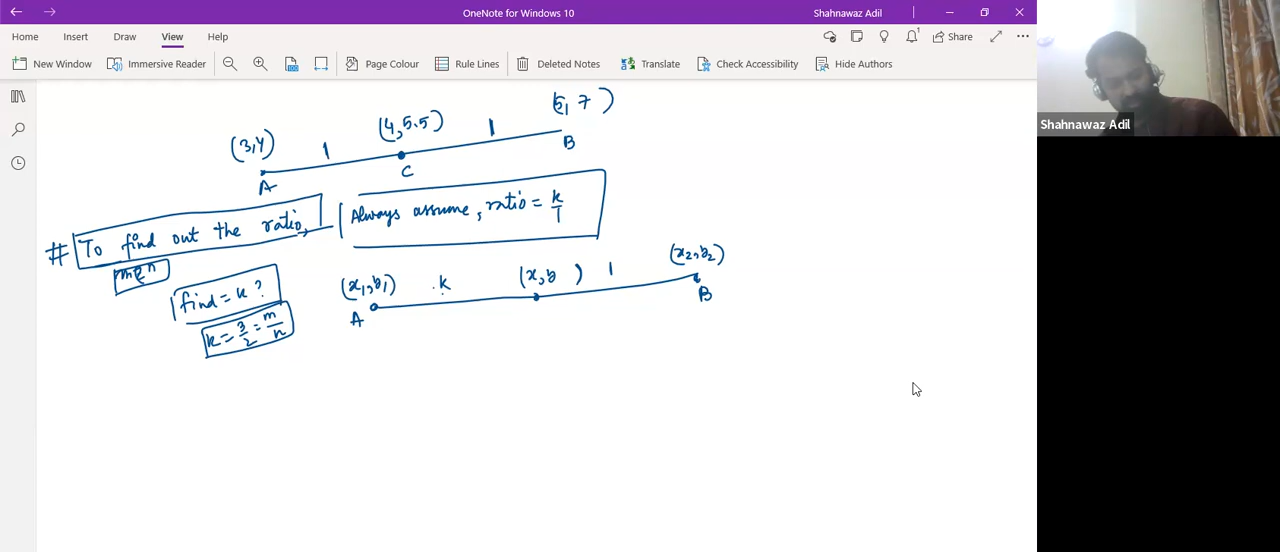 OneNote for Windows 10
Shahnawaz Adil
Home Insert Draw View Help
Share
New Window Immersive Reader Page Colour Rule Lines Deleted Notes Translate Check Accessibility Hide Authors
Shahnawaz Adil
(3,4) 1 (4,5.5) 1 (5,7)
A C B
# To find out the ratio, Always assume, ratio = k/1
find = k?
k = 3/2 = m/n
(x1,y1) k (x,y) 1 (x2,y2)
A B